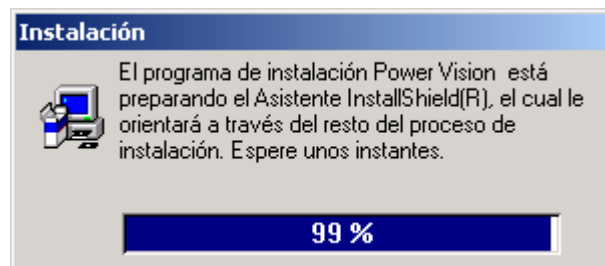 Instalación
El programa de instalación Power Vision está
preparando el Asistente InstallShield(R), el cual le
orientará a través del resto del proceso de
instalación. Espere unos instantes.
99 %